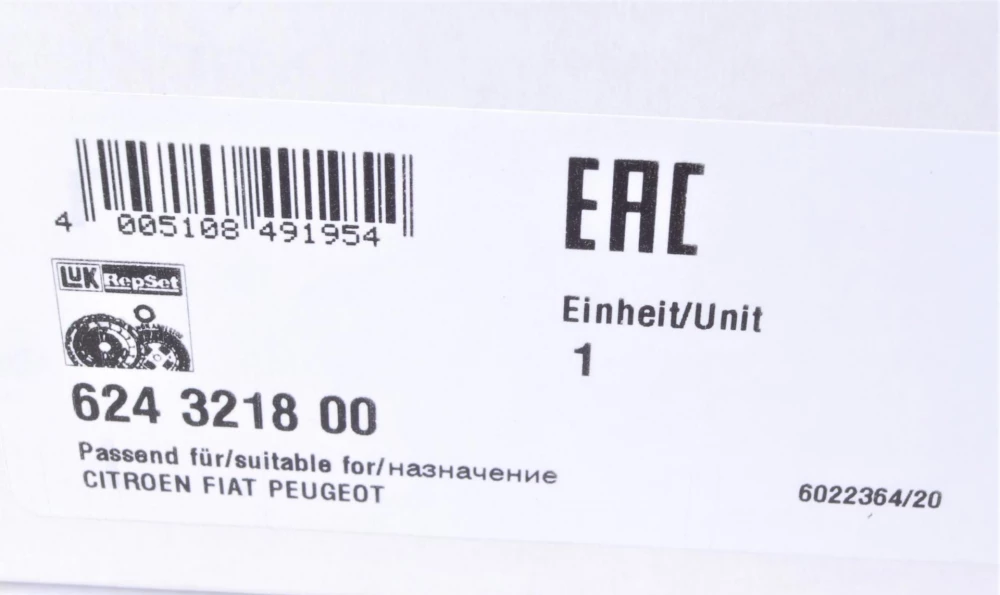 4 005108 491954
EAC
LUK RepSet
Einheit/Unit
1
624 3218 00
Passend für/suitable for/назначение
CITROEN FIAT PEUGEOT
6022364/20